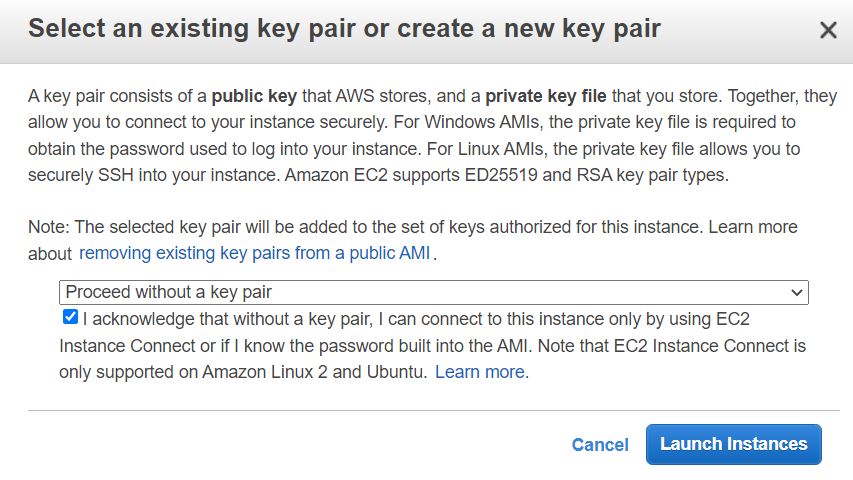 Select an existing key pair or create a new key pair
A key pair consists of a public key that AWS stores, and a private key file that you store. Together, they
allow you to connect to your instance securely. For Windows AMIs, the private key file is required to
obtain the password used to log into your instance. For Linux AMIs, the private key file allows you to
securely SSH into your instance. Amazon EC2 supports ED25519 and RSA key pair types.
Note: The selected key pair will be added to the set of keys authorized for this instance. Learn more
about removing existing key pairs from a public AMI .
Proceed without a key pair
I acknowledge that without a key pair, I can connect to this instance only by using EC2
Instance Connect or if I know the password built into the AMI. Note that EC2 Instance Connect is
only supported on Amazon Linux 2 and Ubuntu. Learn more.
Cancel Launch Instances